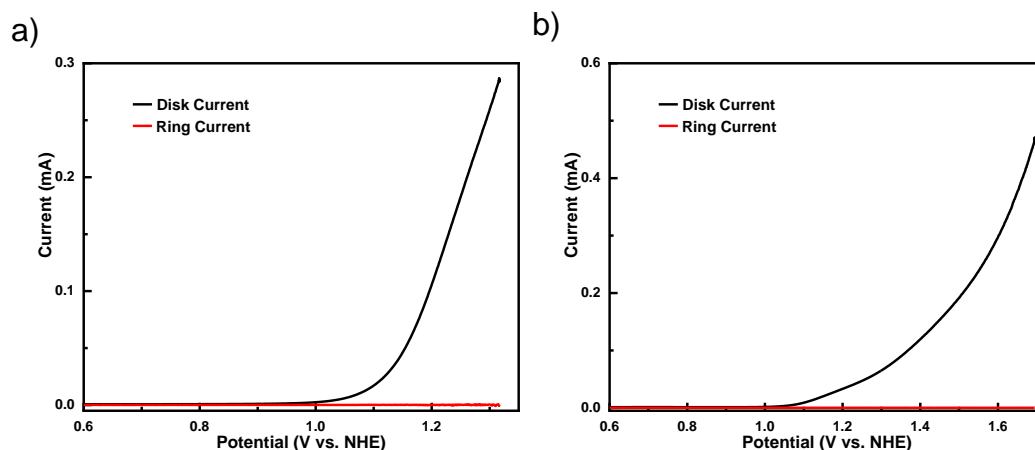 a)
0.3
0.2
0.1
0.0
Current (mA)
Disk Current
Ring Current
0.6
0.8
1.0
1.2
Potential (V vs. NHE)
b)
0.6
0.4
0.2
0.0
Current (mA)
Disk Current
Ring Current
0.6
0.8
1.0
1.2
1.4
1.6
Potential (V vs. NHE)